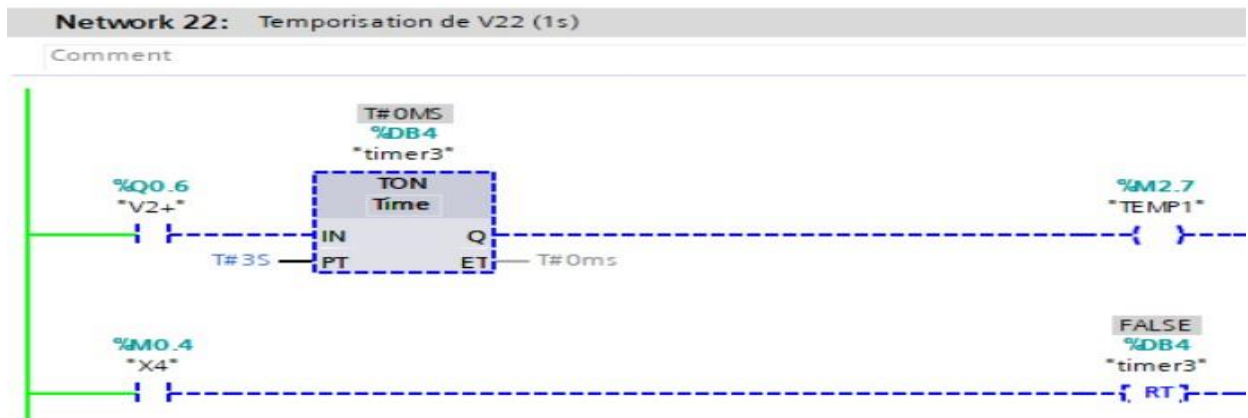 Network 22: Temporisation de V22 (1s)
Comment
T#0MS
%DB4
"timer3"
TON
Time
%Q0.6
"V2+"
IN
Q
T#3S
PT
ET
T#0ms
%M2.7
"TEMP1"
FALSE
%DB4
"timer3"
RT
%M0.4
"X4"